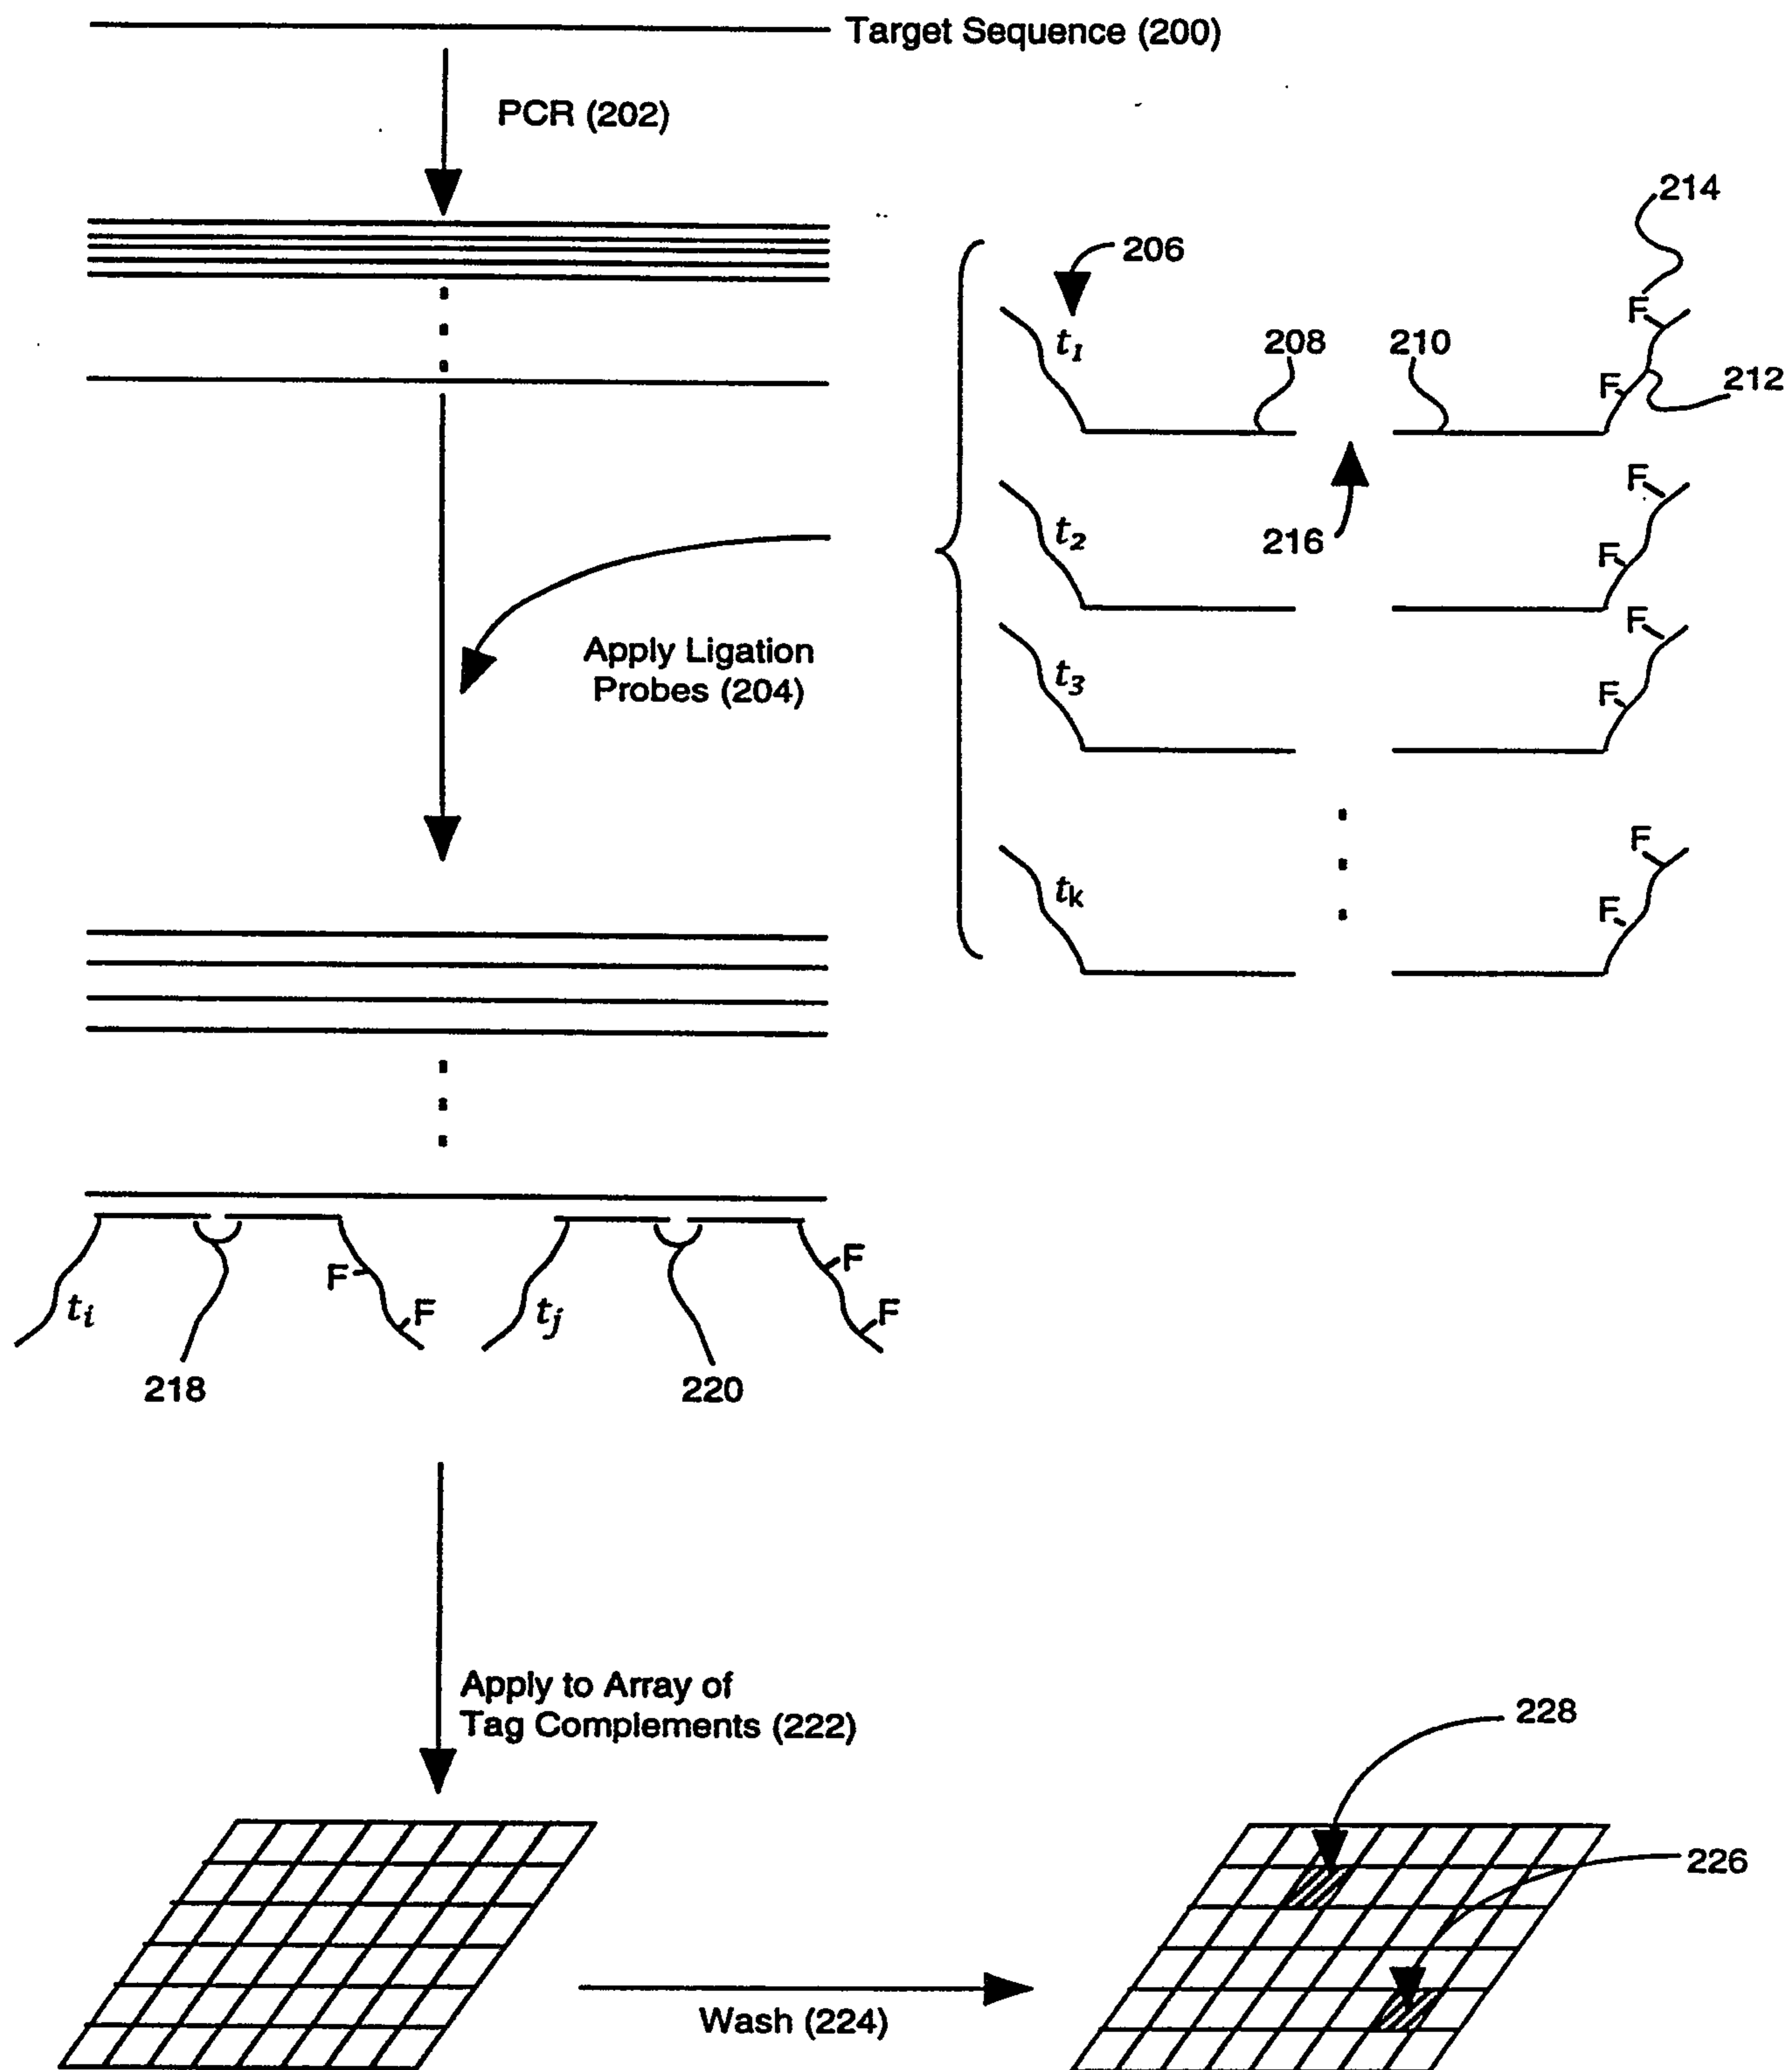 Target Sequence (200)
PCR (202)
214
206
F
t1
208
210
F
212
F
t2
216
F
F
t3
F
Apply Ligation
Probes (204)
F
tk
F
ti
F
F
tj
F
F
218
220
Apply to Array of
Tag Complements (222)
228
226
Wash (224)